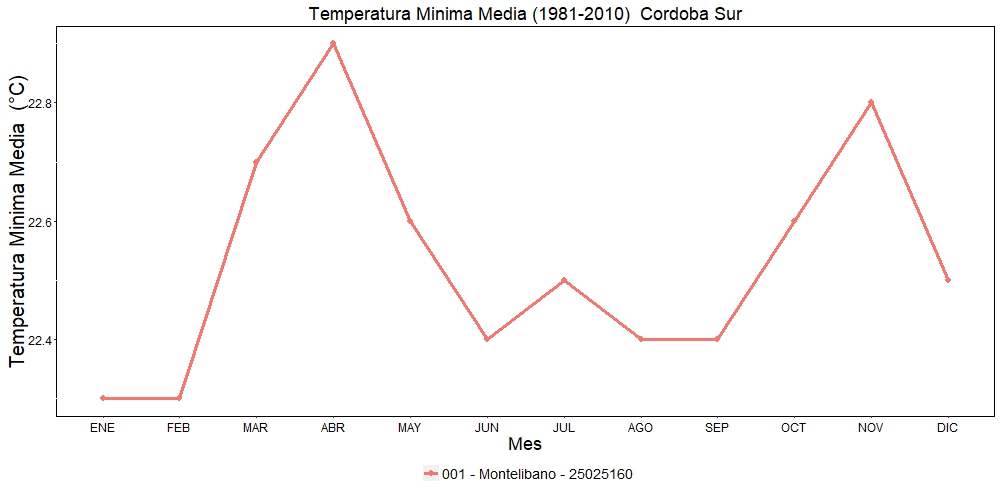 Temperatura Minima Media (1981-2010)  Cordoba Sur
Temperatura Minima Media  (°C)
22.8
22.6
22.4
ENE FEB MAR ABR MAY JUN JUL AGO SEP OCT NOV DIC
Mes
001 - Montelibano - 25025160